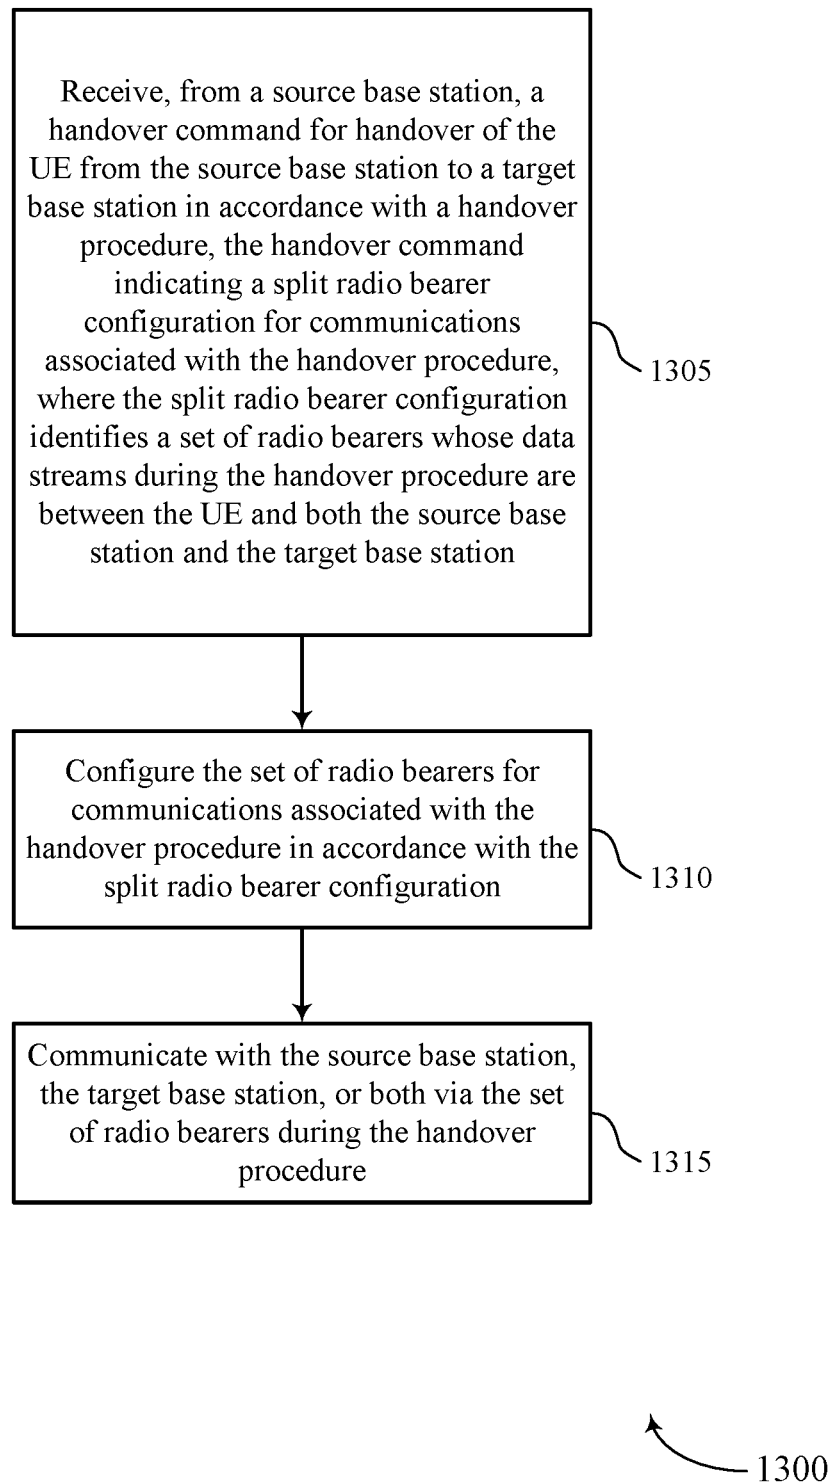 Receive, from a source base station, a
handover command for handover of the
UE from the source base station to a target
base station in accordance with a handover
procedure, the handover command
indicating a split radio bearer
configuration for communications
associated with the handover procedure,
where the split radio bearer configuration
identifies a set of radio bearers whose data
streams during the handover procedure are
between the UE and both the source base
station and the target base station
1305
Configure the set of radio bearers for
communications associated with the
handover procedure in accordance with the
split radio bearer configuration
1310
Communicate with the source base station,
the target base station, or both via the set
of radio bearers during the handover
procedure
1315
1300